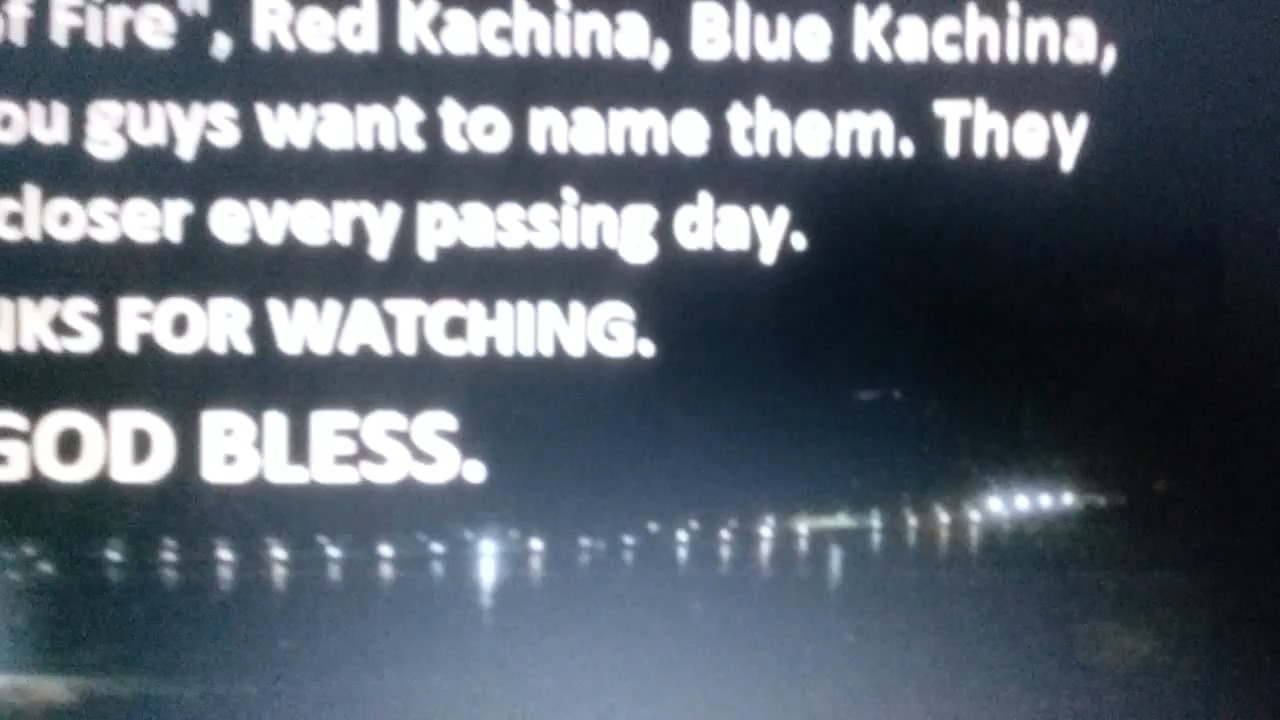 of Fire", Red Kachina, Blue Kachina,
guys want to name them. They
closer every passing day.
FOR WATCHING.
GOD BLESS.